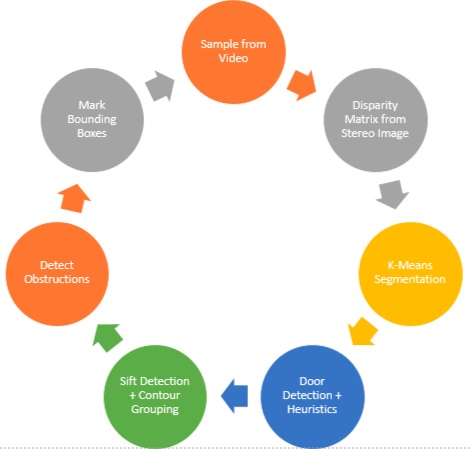 Sample from
Video
Disparity
Matrix from
Stereo Image
K-Means
Segmentation
Door
Detection +
Heuristics
Sift Detection
+ Contour
Grouping
Detect
Obstructions
Mark
Bounding
Boxes